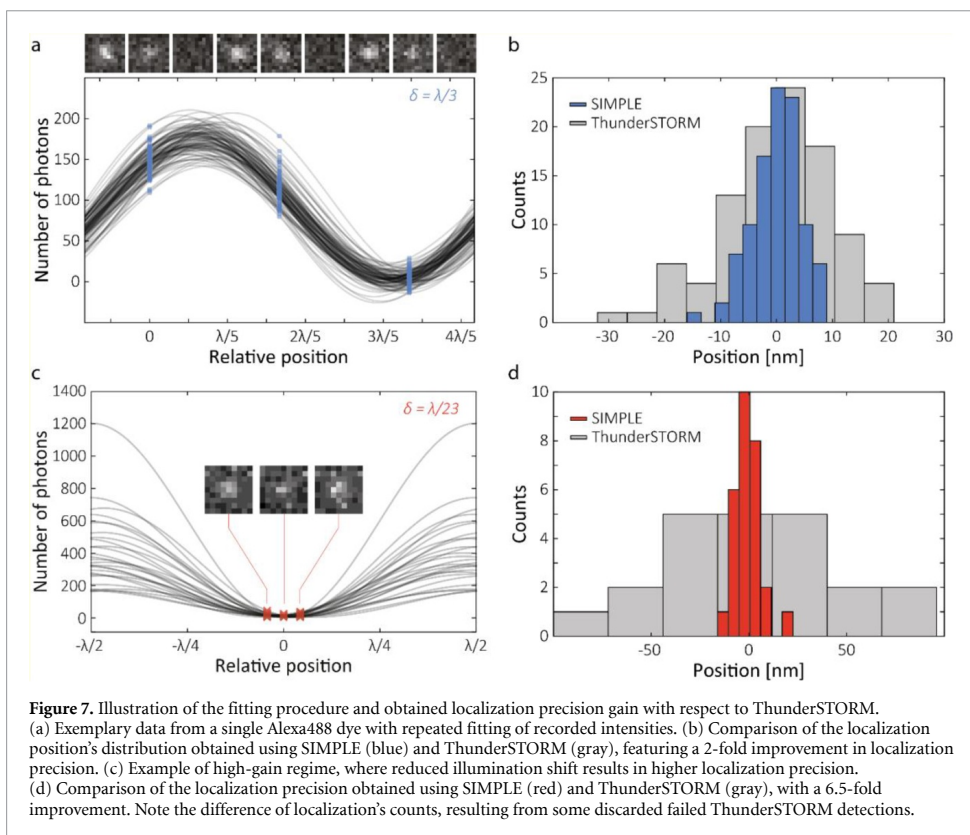 a
δ = λ/3
Number of photons
200
150
100
50
0
0
λ/5
2λ/5
3λ/5
4λ/5
Relative position
b
SIMPLE
ThunderSTORM
Counts
25
20
15
10
5
0
-30
-20
-10
0
10
20
30
Position [nm]
c
δ = λ/23
Number of photons
1400
1200
1000
800
600
400
200
0
-λ/2
-λ/4
0
λ/4
λ/2
Relative position
d
SIMPLE
ThunderSTORM
Counts
10
8
6
4
2
0
-50
0
50
Position [nm]
Figure 7. Illustration of the fitting procedure and obtained localization precision gain with respect to ThunderSTORM.
(a) Exemplary data from a single Alexa488 dye with repeated fitting of recorded intensities. (b) Comparison of the localization
position's distribution obtained using SIMPLE (blue) and ThunderSTORM (gray), featuring a 2-fold improvement in localization
precision. (c) Example of high-gain regime, where reduced illumination shift results in higher localization precision.
(d) Comparison of the localization precision obtained using SIMPLE (red) and ThunderSTORM (gray), with a 6.5-fold
improvement. Note the difference of localization's counts, resulting from some discarded failed ThunderSTORM detections.